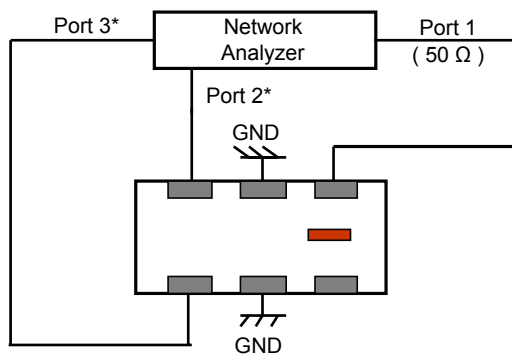 Port 3*
Network
Analyzer
Port 1
( 50 Ω )
Port 2*
GND
GND